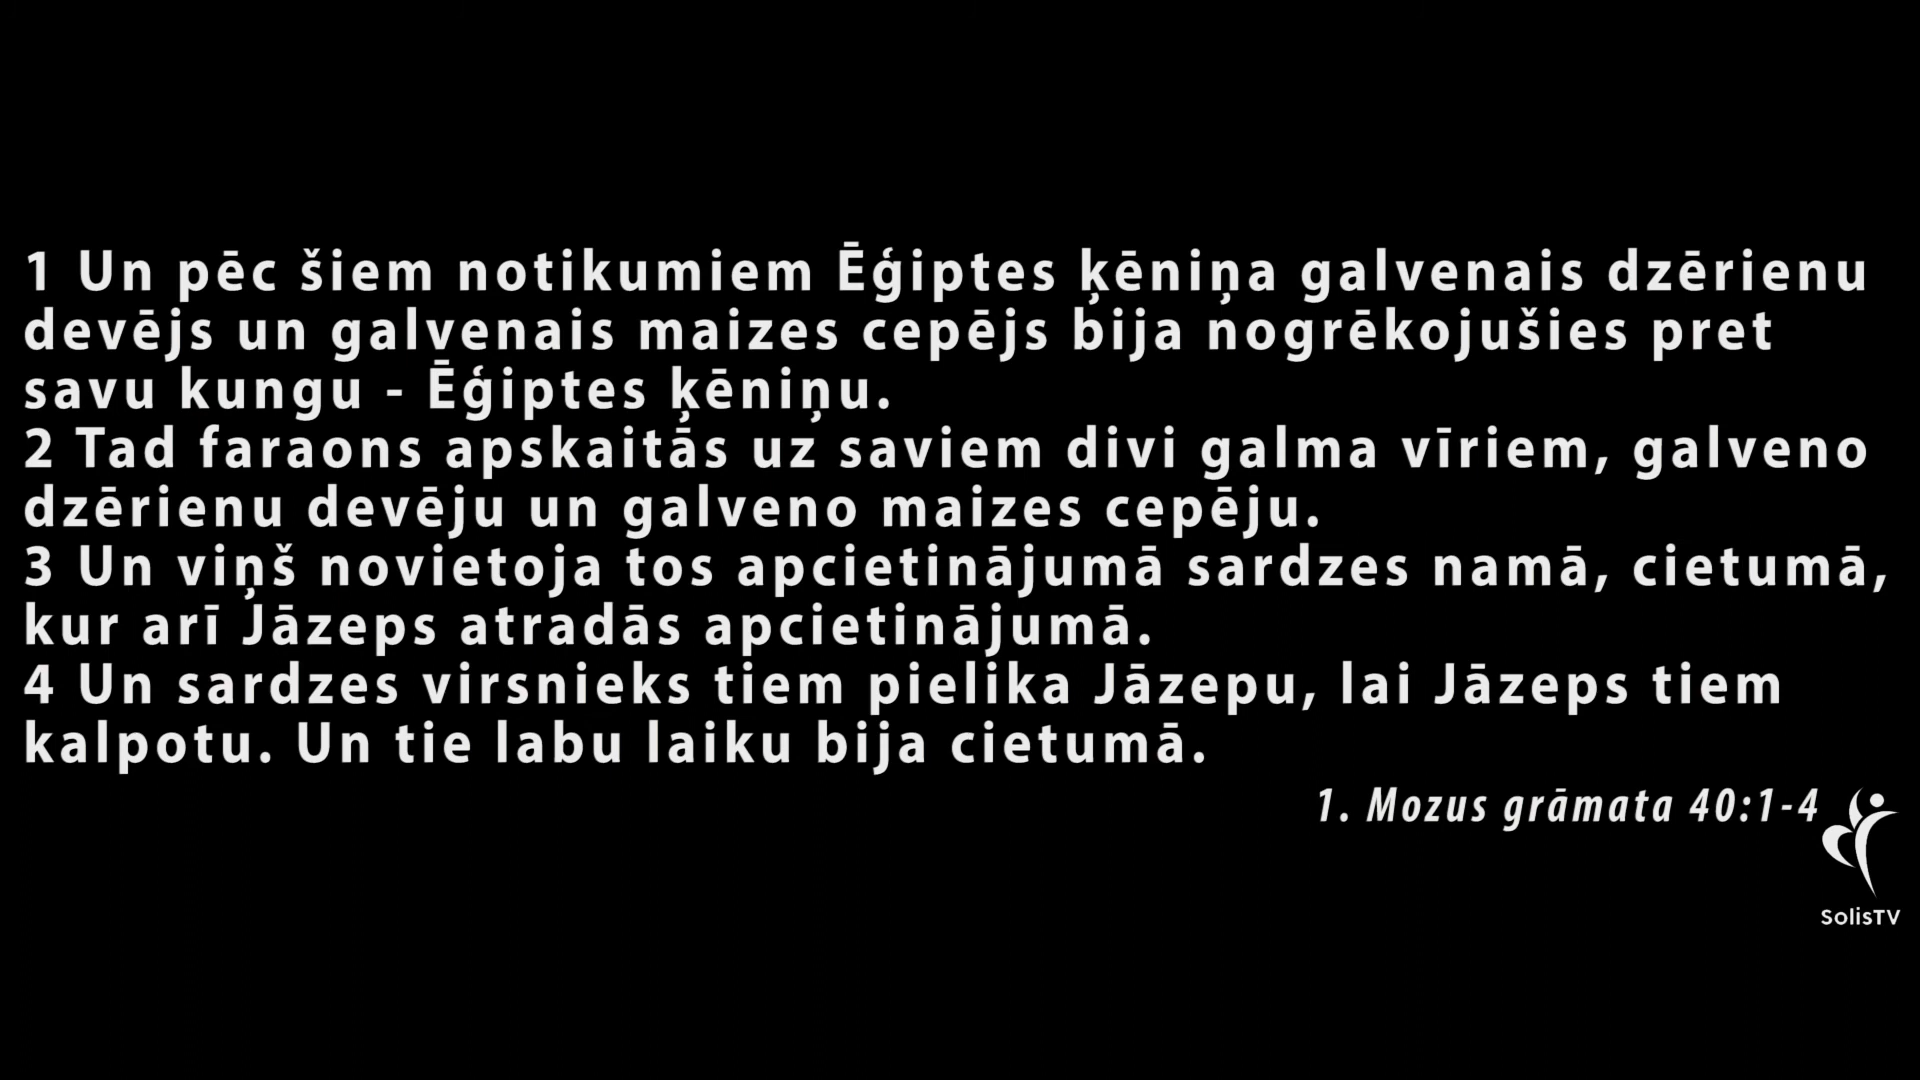 1 Un pēc šiem notikumiem Ēģiptes ķēniņa galvenais dzērienu
devējs un galvenais maizes cepējs bija nogrēkojušies pret
savu kungu - Ēģiptes ķēniņu.
2 Tad faraons apskaitās uz saviem divi galma vīriem, galveno
dzērienu devēju un galveno maizes cepēju.
3 Un viņš novietoja tos apcietinājumā sardzes namā, cietumā,
kur arī Jāzeps atradās apcietinājumā.
4 Un sardzes virsnieks tiem pielika Jāzepu, lai Jāzeps tiem
kalpotu. Un tie labu laiku bija cietumā.
1. Mozus grāmata 40:1-4
SolisTV